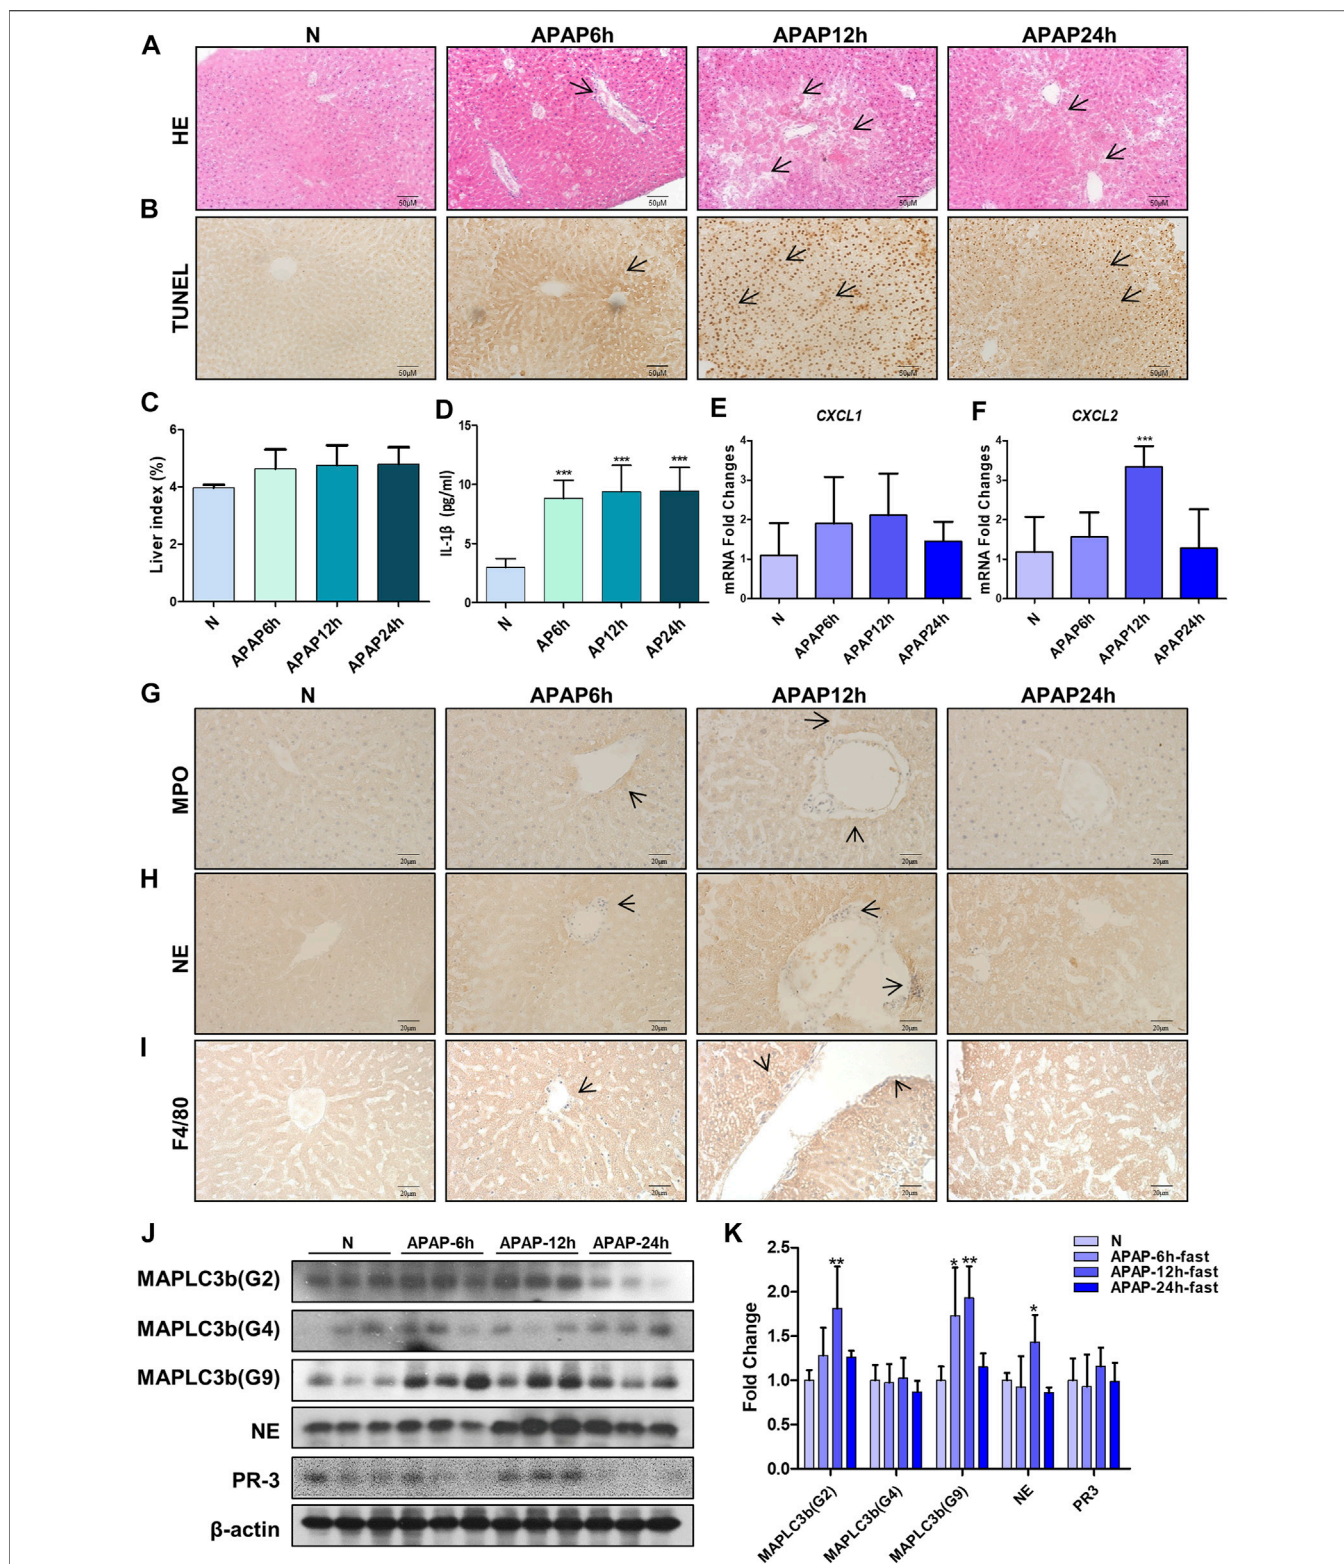 A
N
APAP6h
APAP12h
APAP24h
HE
50μM
50μM
50μM
50μM
B
TUNEL
50μM
50μM
50μM
50μM
C
Liver index (%)
6
4
2
0
N
APAP6h
APAP12h
APAP24h
D
IL-1β (pg/ml)
15
10
5
0
***
***
***
N
AP6h
AP12h
AP24h
E
CXCL1
mRNA Fold Changes
4
3
2
1
0
N
APAP6h
APAP12h
APAP24h
F
CXCL2
mRNA Fold Changes
4
3
2
1
0
***
N
APAP6h
APAP12h
APAP24h
G
N
APAP6h
APAP12h
APAP24h
MPO
20μm
20μm
20μm
20μm
H
NE
20μm
20μm
20μm
20μm
I
F4/80
20μm
20μm
20μm
20μm
J
N
APAP-6h
APAP-12h
APAP-24h
MAPLC3b(G2)
MAPLC3b(G4)
MAPLC3b(G9)
NE
PR-3
β-actin
K
N
APAP-6h-fast
APAP-12h-fast
APAP-24h-fast
Fold Change
2.5
2.0
1.5
1.0
0.5
0.0
**
*
**
*
MAPLC3b(G2)
MAPLC3b(G4)
MAPLC3b(G9)
NE
PR3